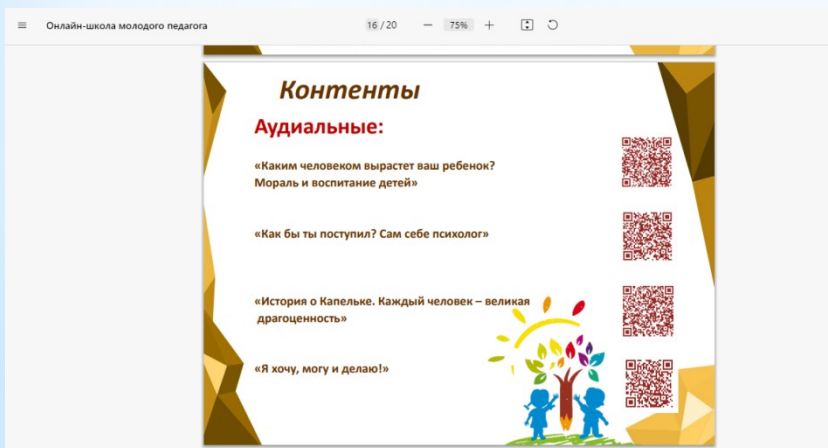 Онлайн-школа молодого педагога
16 / 20
75%
Контенты
Аудиальные:
«Каким человеком вырастет ваш ребенок?
Мораль и воспитание детей»
«Как бы ты поступил? Сам себе психолог»
«История о Капельке. Каждый человек – великая
драгоценность»
«Я хочу, могу и делаю!»